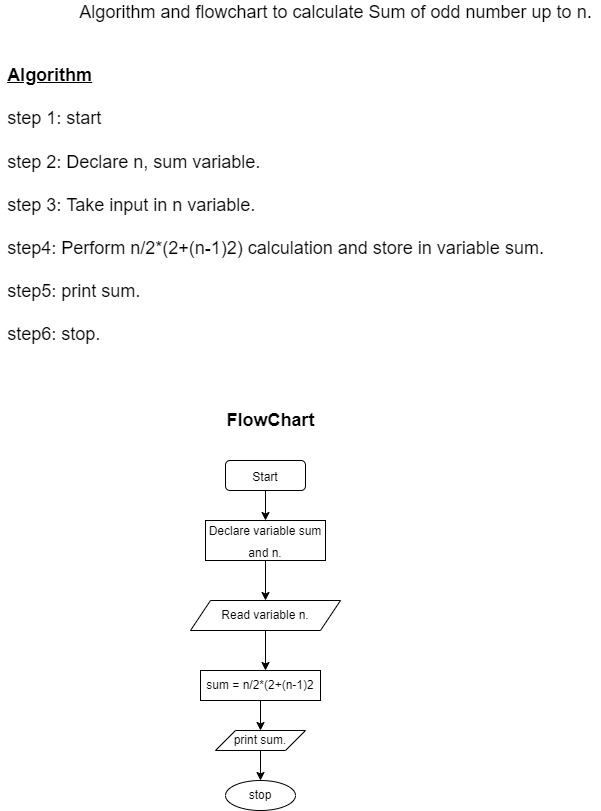 Algorithm and flowchart to calculate Sum of odd number up to n.
Algorithm
step 1: start
step 2: Declare n, sum variable.
step 3: Take input in n variable.
step4: Perform n/2*(2+(n-1)2) calculation and store in variable sum.
step5: print sum.
step6: stop.
FlowChart
Start
Declare variable sum
and n.
Read variable n.
sum = n/2*(2+(n-1)2
print sum.
stop